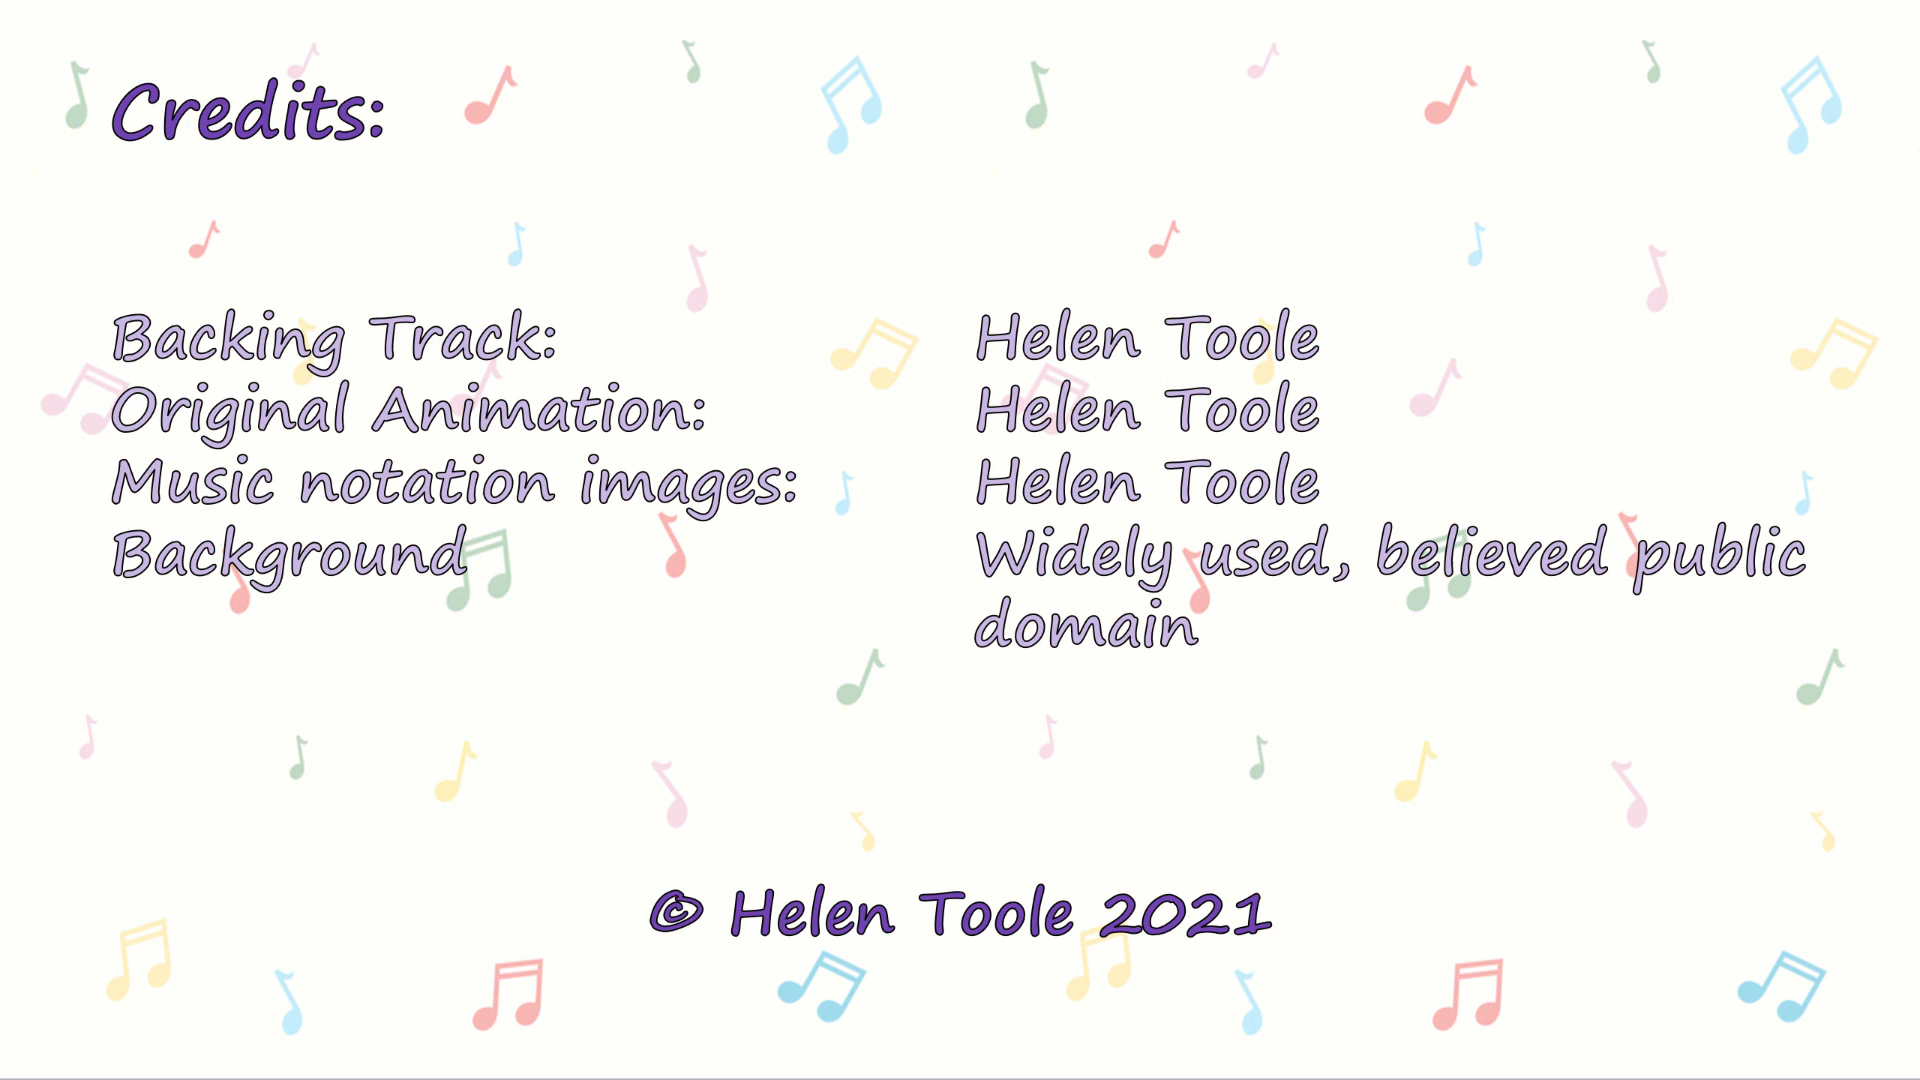 Credits:
Backing Track: Helen Toole
Original Animation: Helen Toole
Music notation images: Helen Toole
Background Widely used, believed public
domain
© Helen Toole 2021